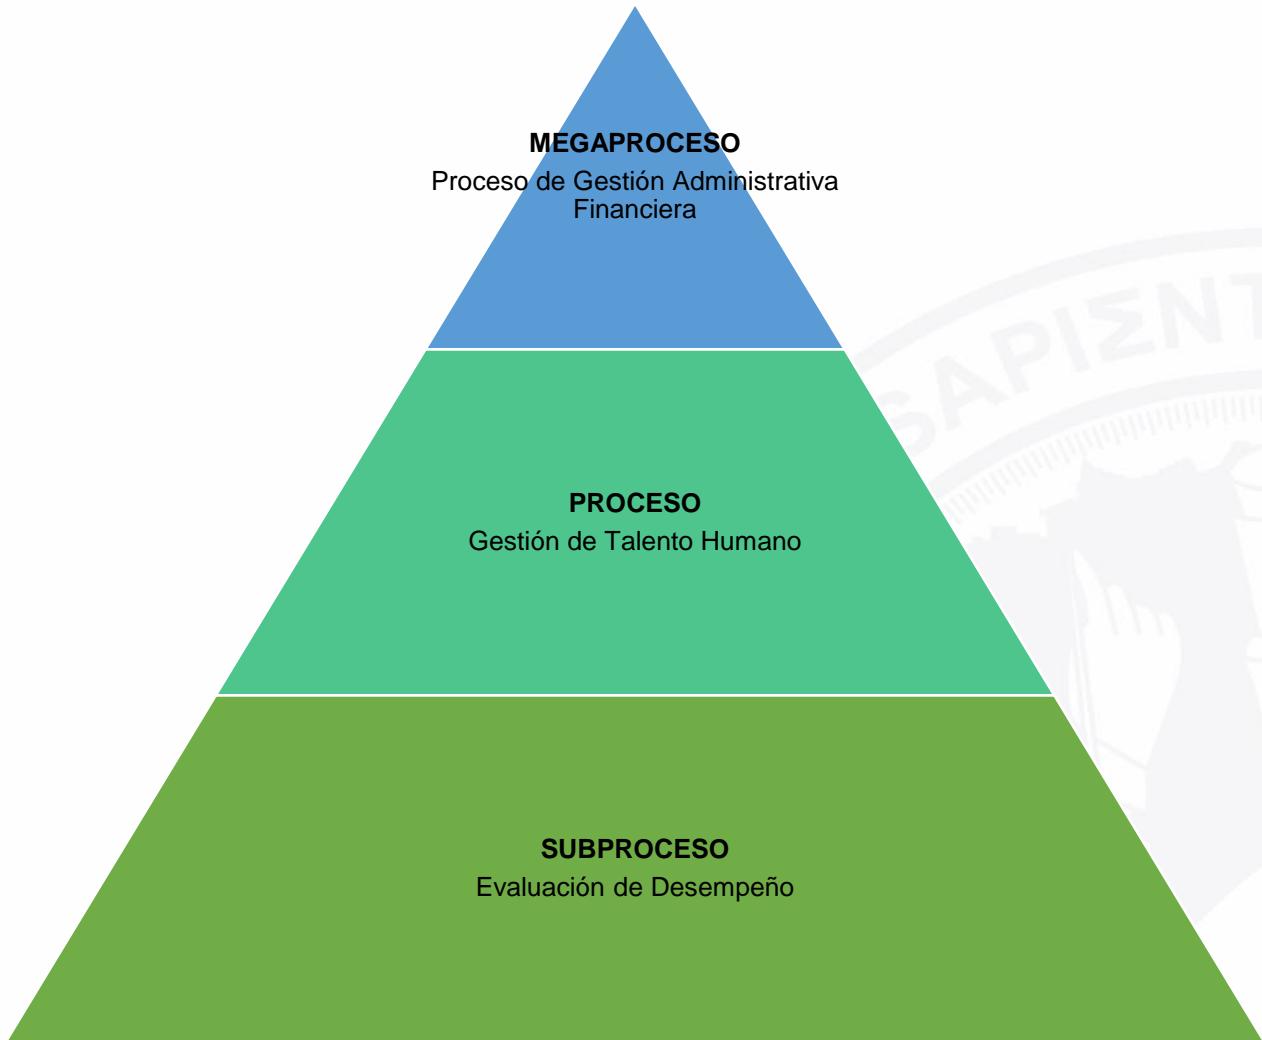 MEGAPROCESO
Proceso de Gestión Administrativa
Financiera
SAPIENT
PROCESO
Gestión de Talento Humano
SUBPROCESO
Evaluación de Desempeño